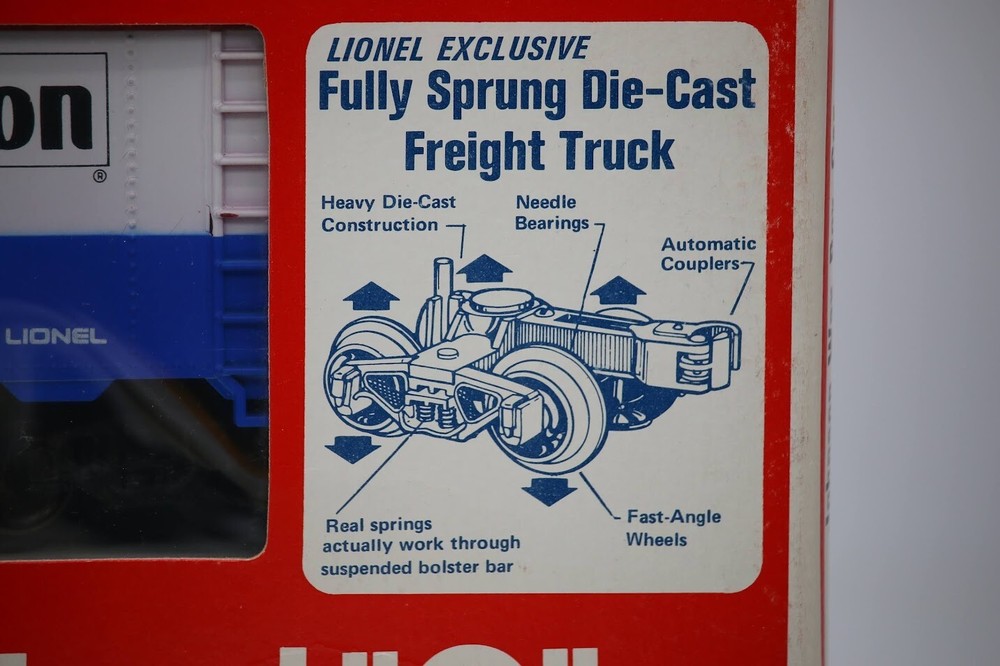 on
®
LIONEL
LIONEL EXCLUSIVE
Fully Sprung Die-Cast
Freight Truck
Heavy Die-Cast
Construction
Needle
Bearings
Automatic
Couplers
Real springs
actually work through
suspended bolster bar
Fast-Angle
Wheels